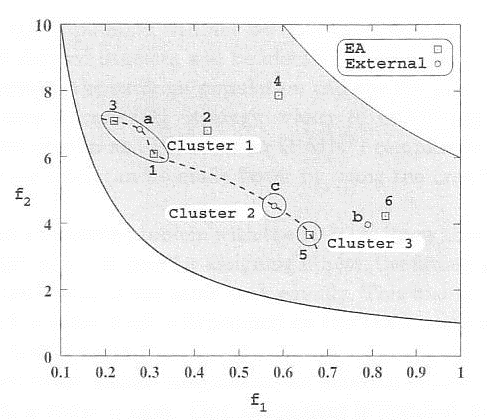 10
8
6
4
2
0
f2
0.1 0.2 0.3 0.4 0.5 0.6 0.7 0.8 0.9 1
f1
EA
External
3
a
1
Cluster 1
2
4
c
Cluster 2
5
Cluster 3
b
6